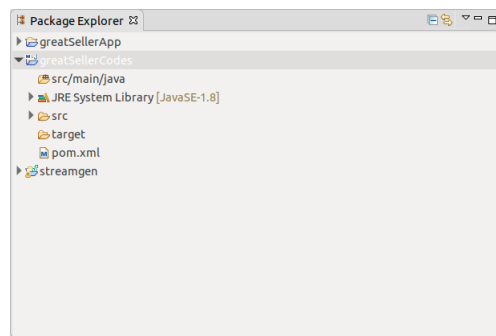 Package Explorer
greatSellerApp
greatSellerCodes
src/main/java
JRE System Library [JavaSE-1.8]
src
target
pom.xml
streamgen